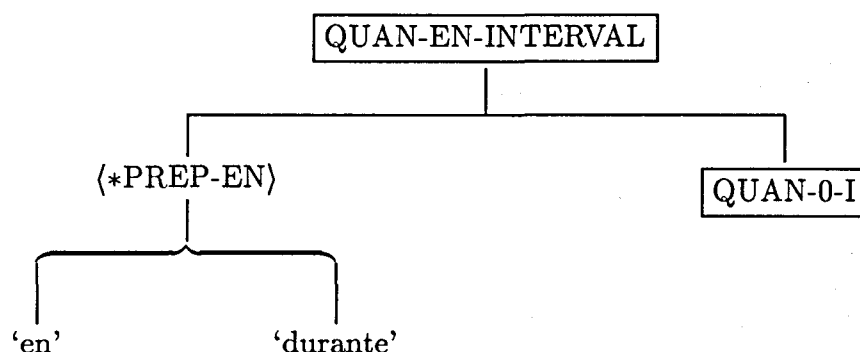 QUAN-EN-INTERVAL
⟨*PREP-EN⟩
QUAN-0-I
‘en’
‘durante’